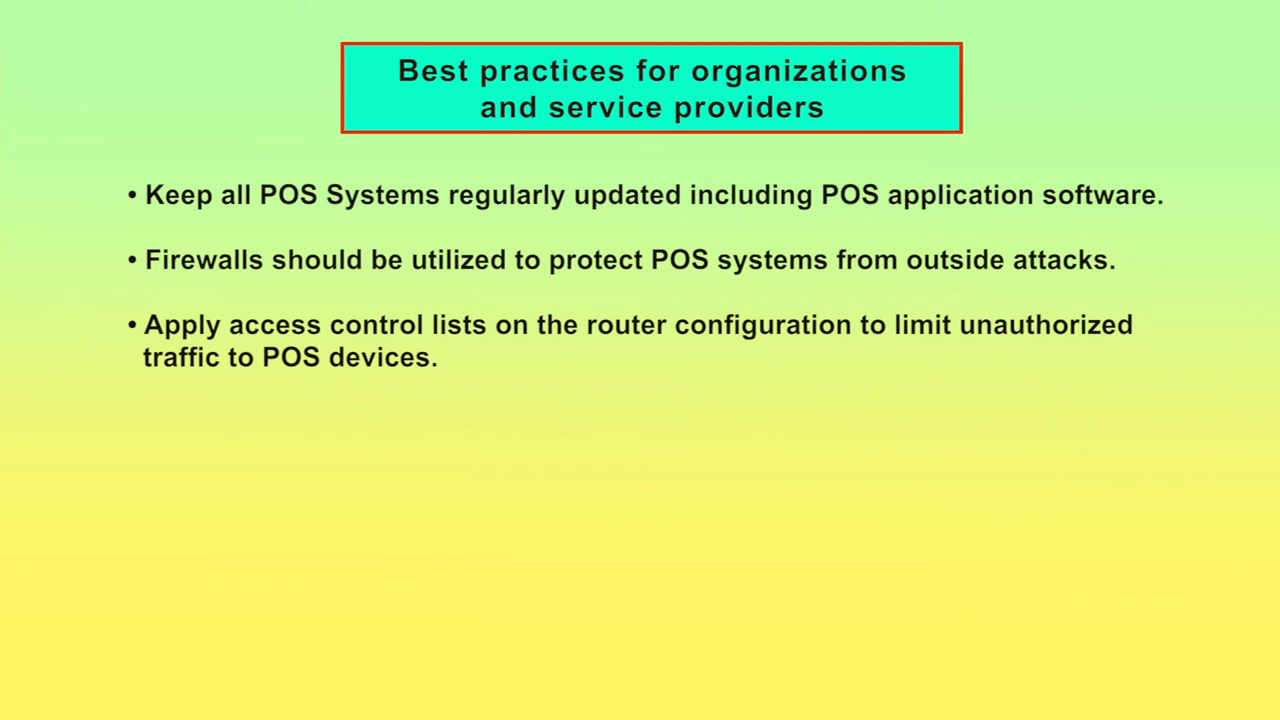 Best practices for organizations
and service providers
• Keep all POS Systems regularly updated including POS application software.
• Firewalls should be utilized to protect POS systems from outside attacks.
• Apply access control lists on the router configuration to limit unauthorized
traffic to POS devices.